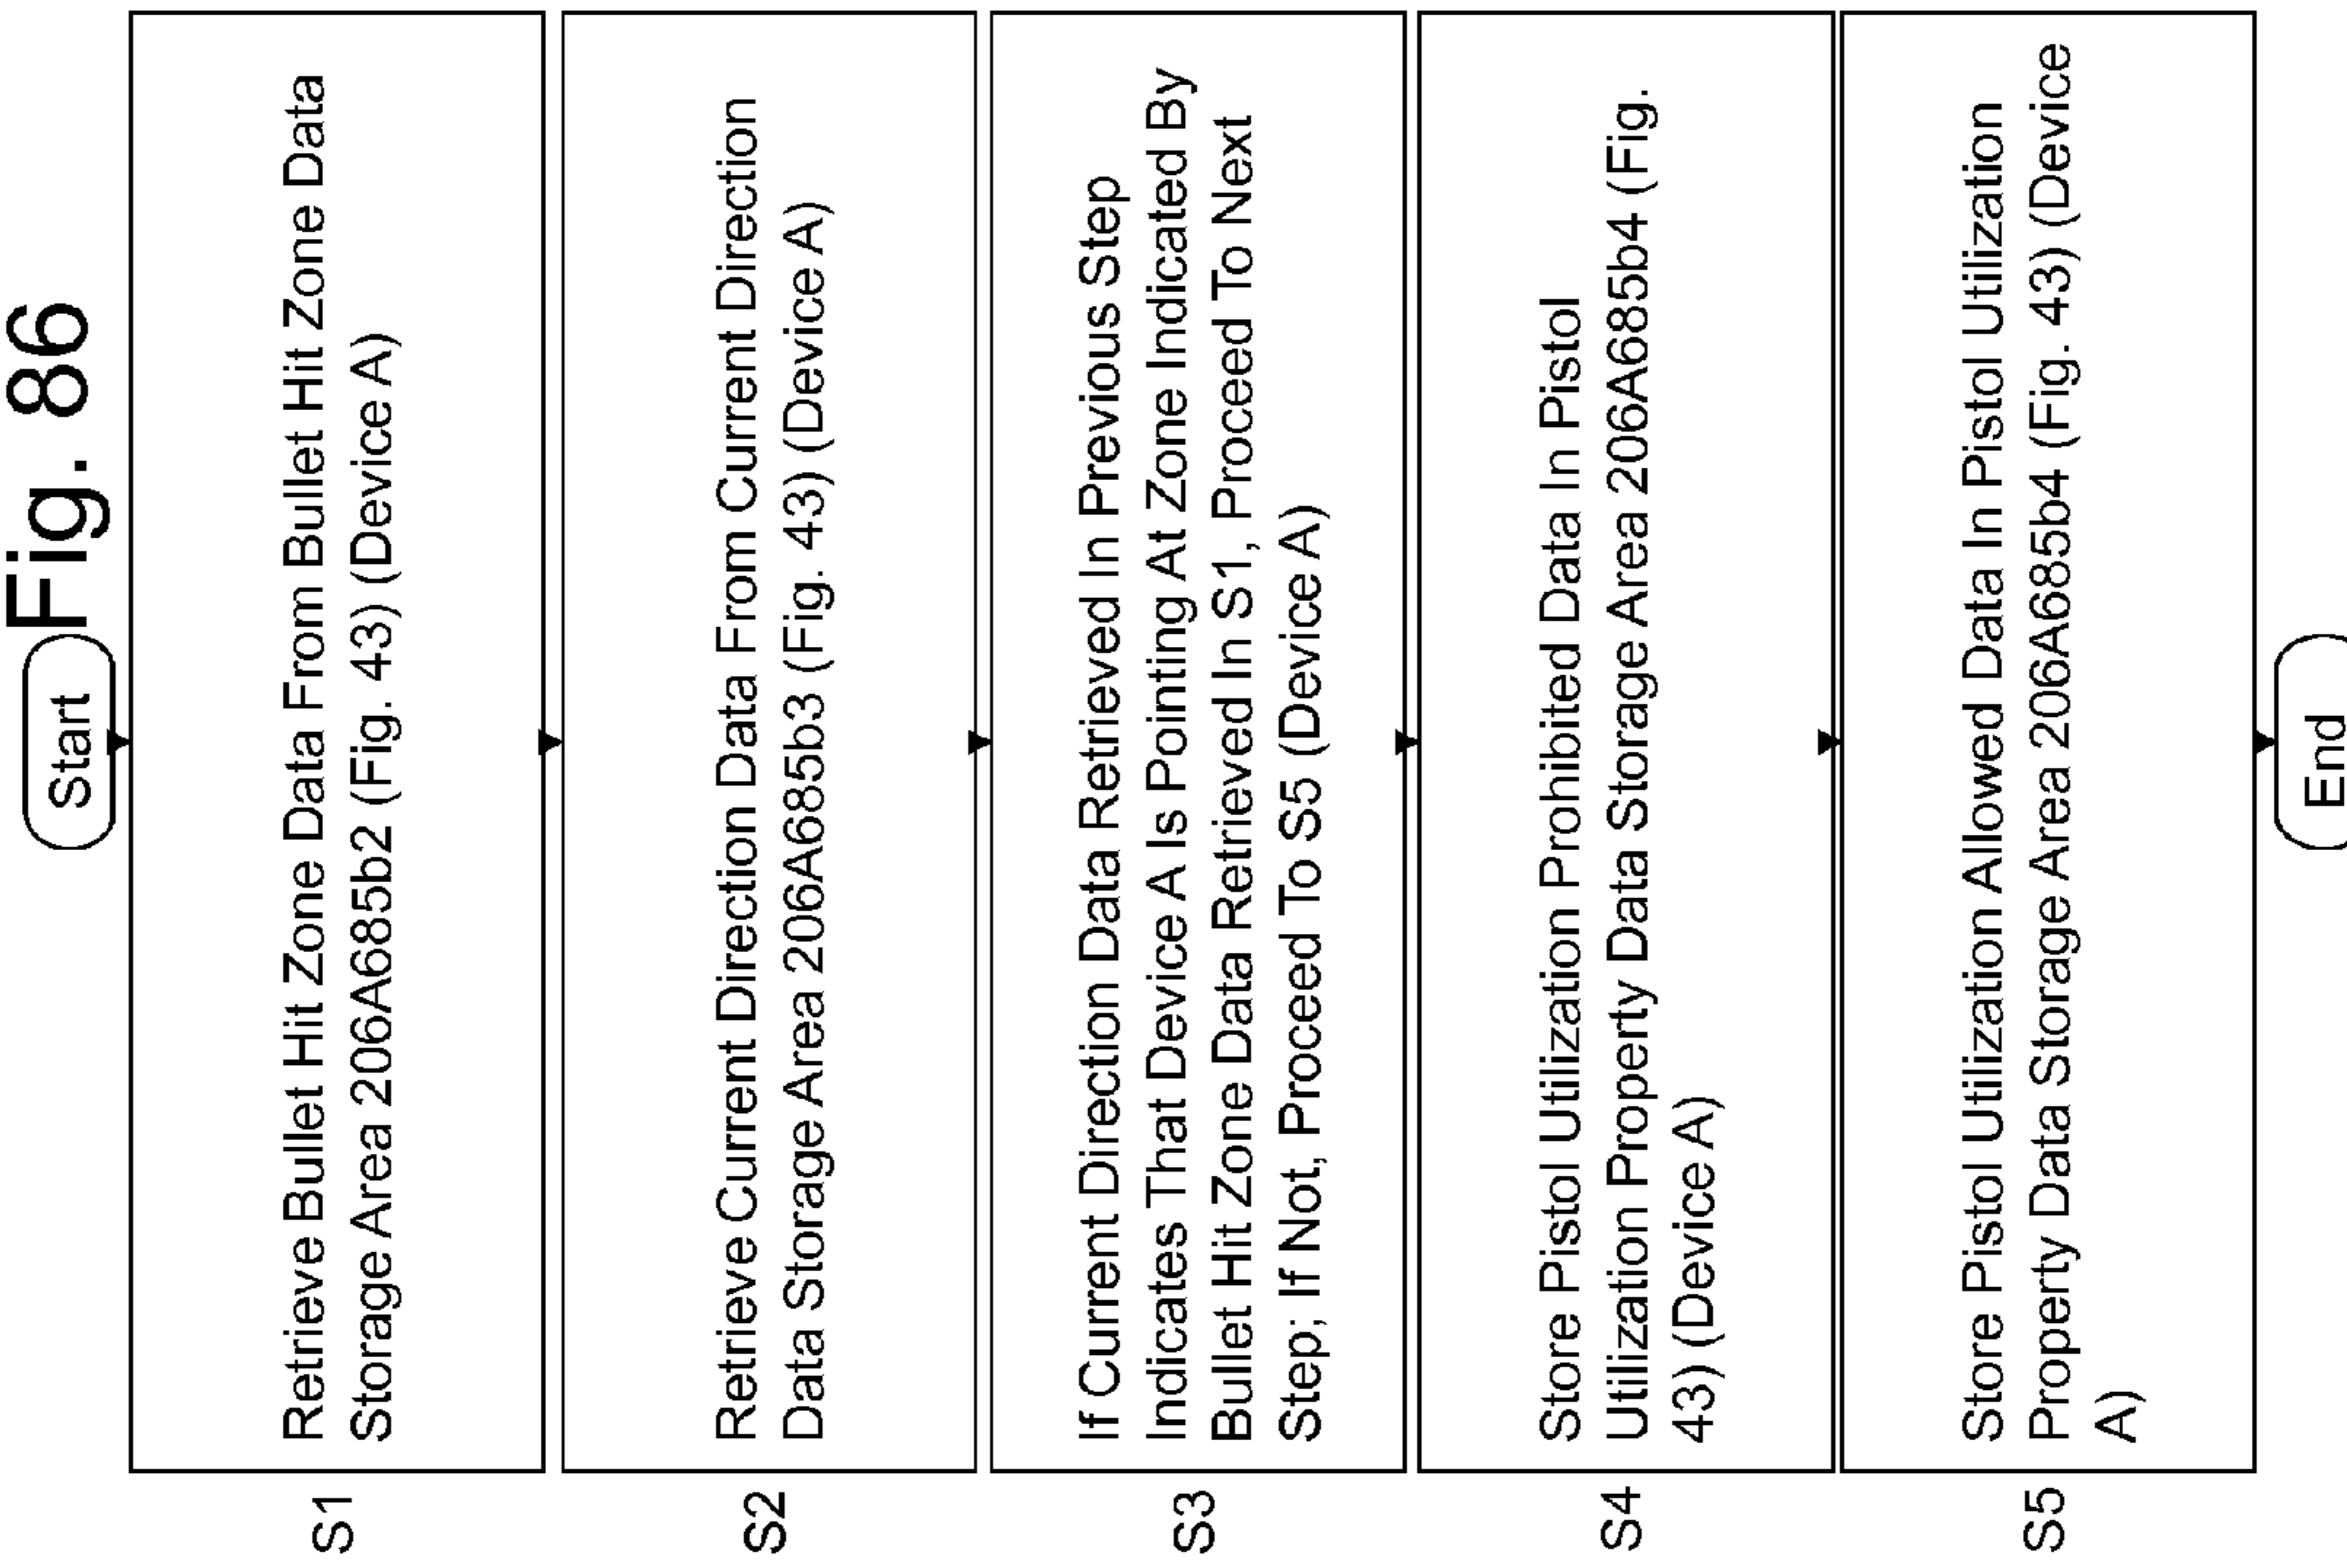 Fig. 86
Start
S1
Retrieve Bullet Hit Zone Data From Bullet Hit Zone Data
Storage Area 206A685b2 (Fig. 43) (Device A)
S2
Retrieve Current Direction Data From Current Direction
Data Storage Area 206A685b3 (Fig. 43) (Device A)
S3
If Current Direction Data Retrieved In Previous Step
Indicates That Device A Is Pointing At Zone Indicated By
Bullet Hit Zone Data Retrieved In S1, Proceed To Next
Step; If Not, Proceed To S5 (Device A)
S4
Store Pistol Utilization Prohibited Data In Pistol
Utilization Property Data Storage Area 206A685b4 (Fig.
43) (Device A)
S5
Store Pistol Utilization Allowed Data In Pistol Utilization
Property Data Storage Area 206A685b4 (Fig. 43) (Device
A)
End